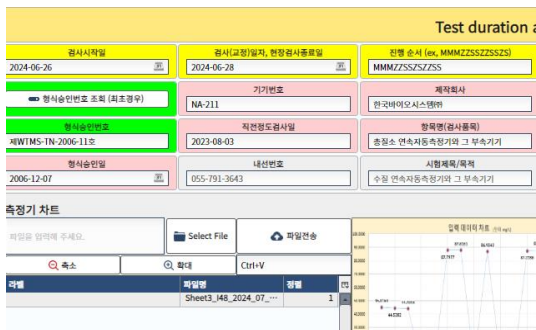 Test duration a
검사시작일
검사(교정)일자, 현장검사종료일
진행 순서 (ex, MMMZZSSZZSSZS)
2024-06-26
2024-06-28
MMMZZSSZSZZSS
형식승인번호 조회 (최초경우)
기기번호
제작회사
NA-211
한국바이오시스템㈜
형식승인번호
직전정도검사일
항목명(검사품목)
제WTMS-TN-2006-11호
2023-08-03
총질소 연속자동측정기와 그 부속기기
형식승인일
내선번호
시험제목/목적
2006-12-07
055-791-3643
수질 연속자동측정기와 그 부속기기
측정기 차트
파일을 입력해 주세요.
Select File
파일전송
입력 데이터 차트
축소
확대
Ctrl+V
라벨
파일명
정렬
Sheet3_I48_2024_07_…
1